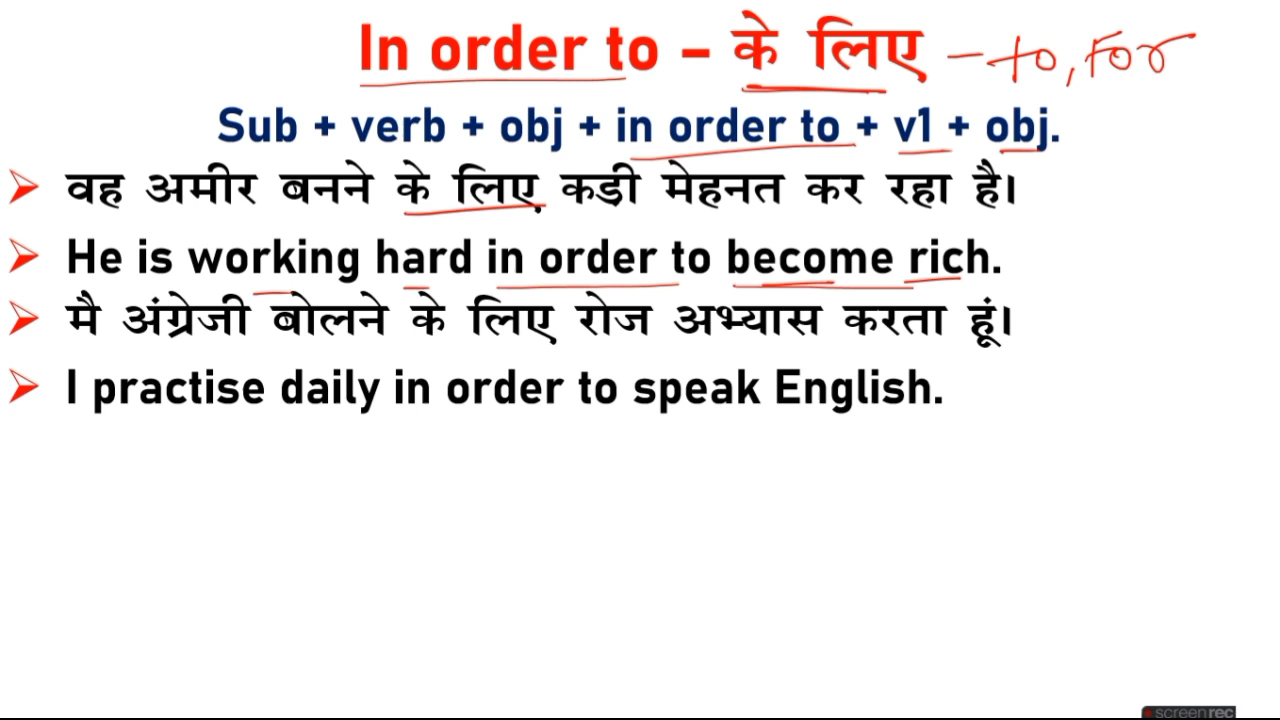 In order to – के लिए – to, For
Sub + verb + obj + in order to + v1 + obj.
➤ वह अमीर बनने के लिए कडी मेहनत कर रहा है।
➤ He is working hard in order to become rich.
➤ मै अंग्रेजी बोलने के लिए रोज अभ्यास करता हूं।
➤ I practise daily in order to speak English.
screenrec